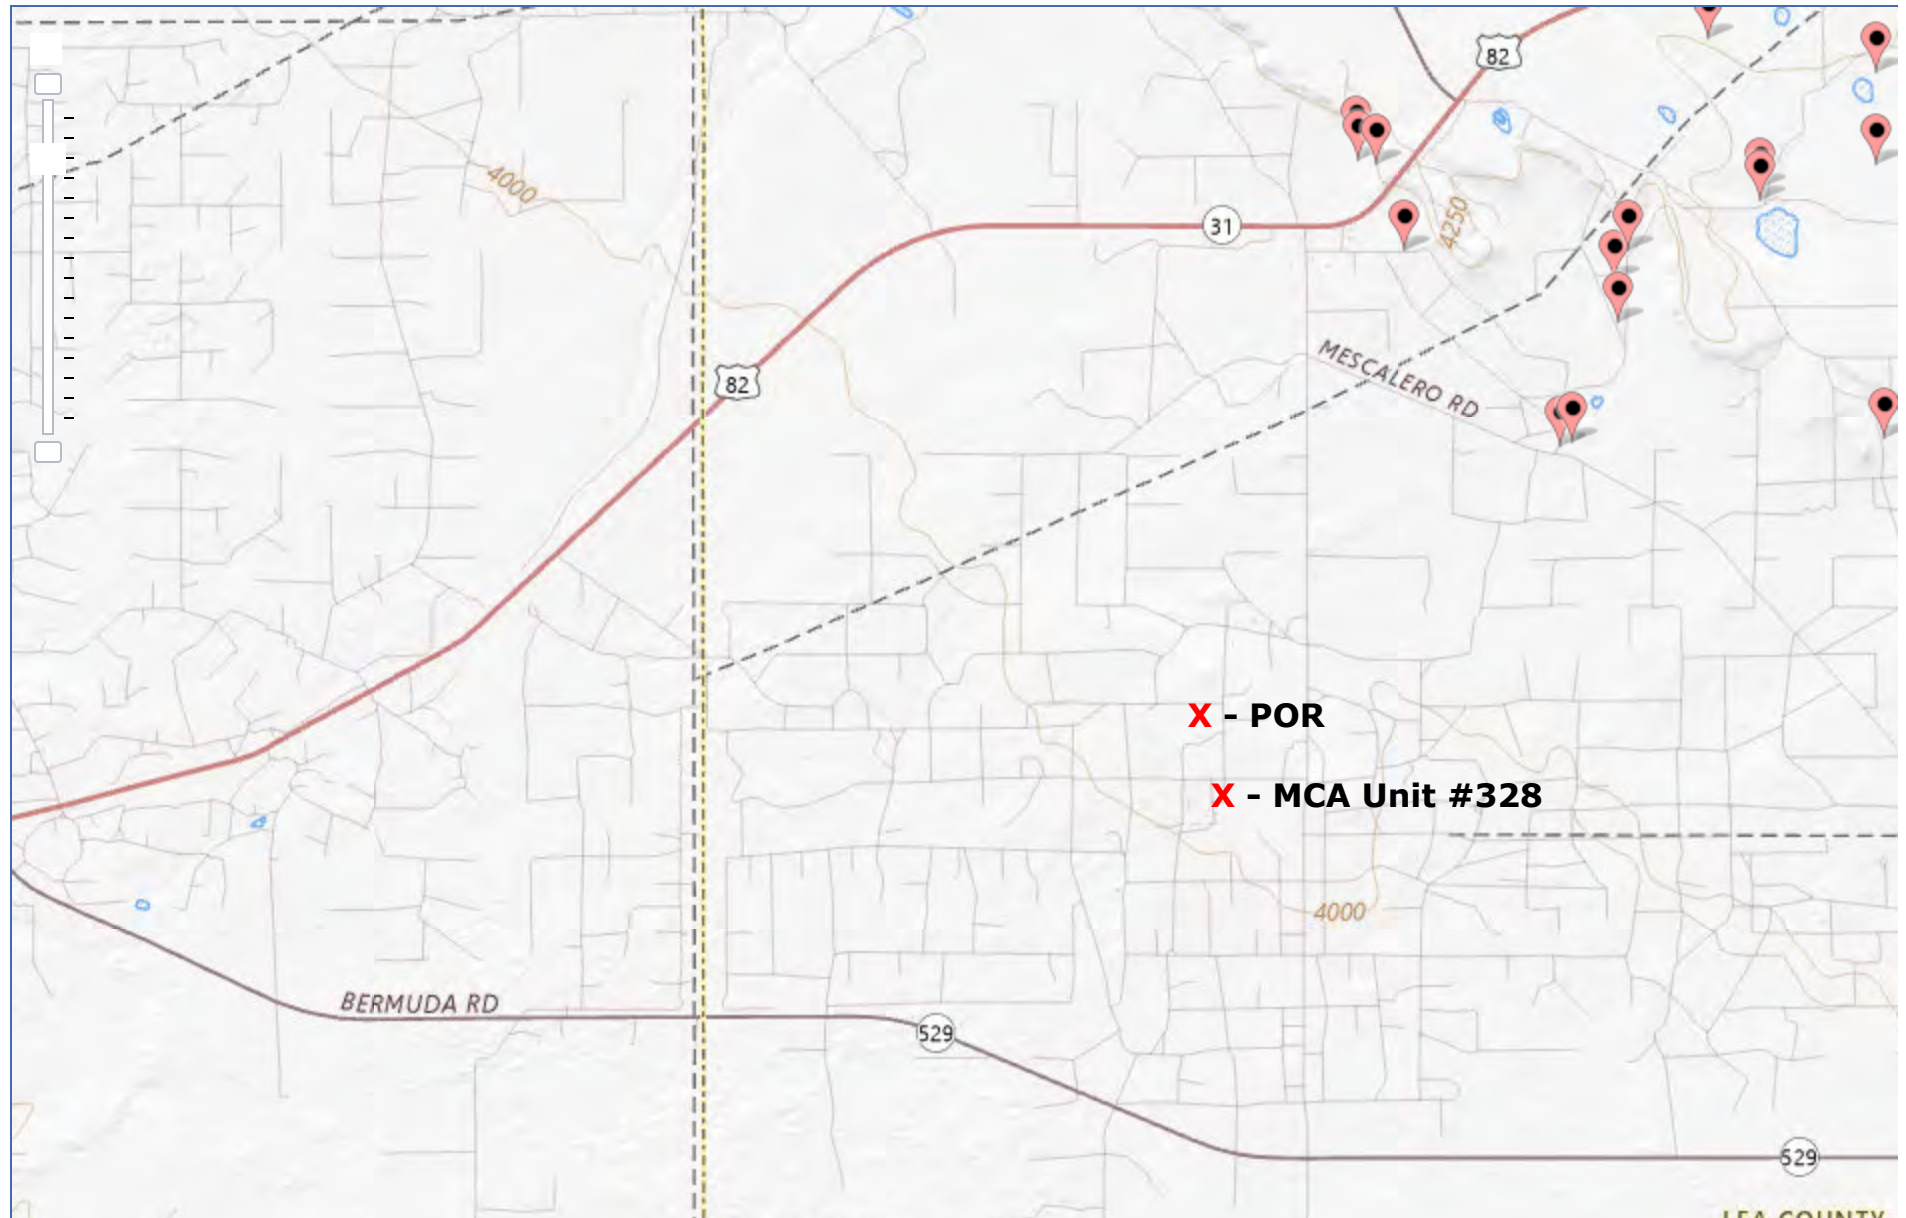 82
4000
31
4250
MESCALERO RD
82
X - POR
X - MCA Unit #328
4000
BERMUDA RD
529
529
LEA COUNTY